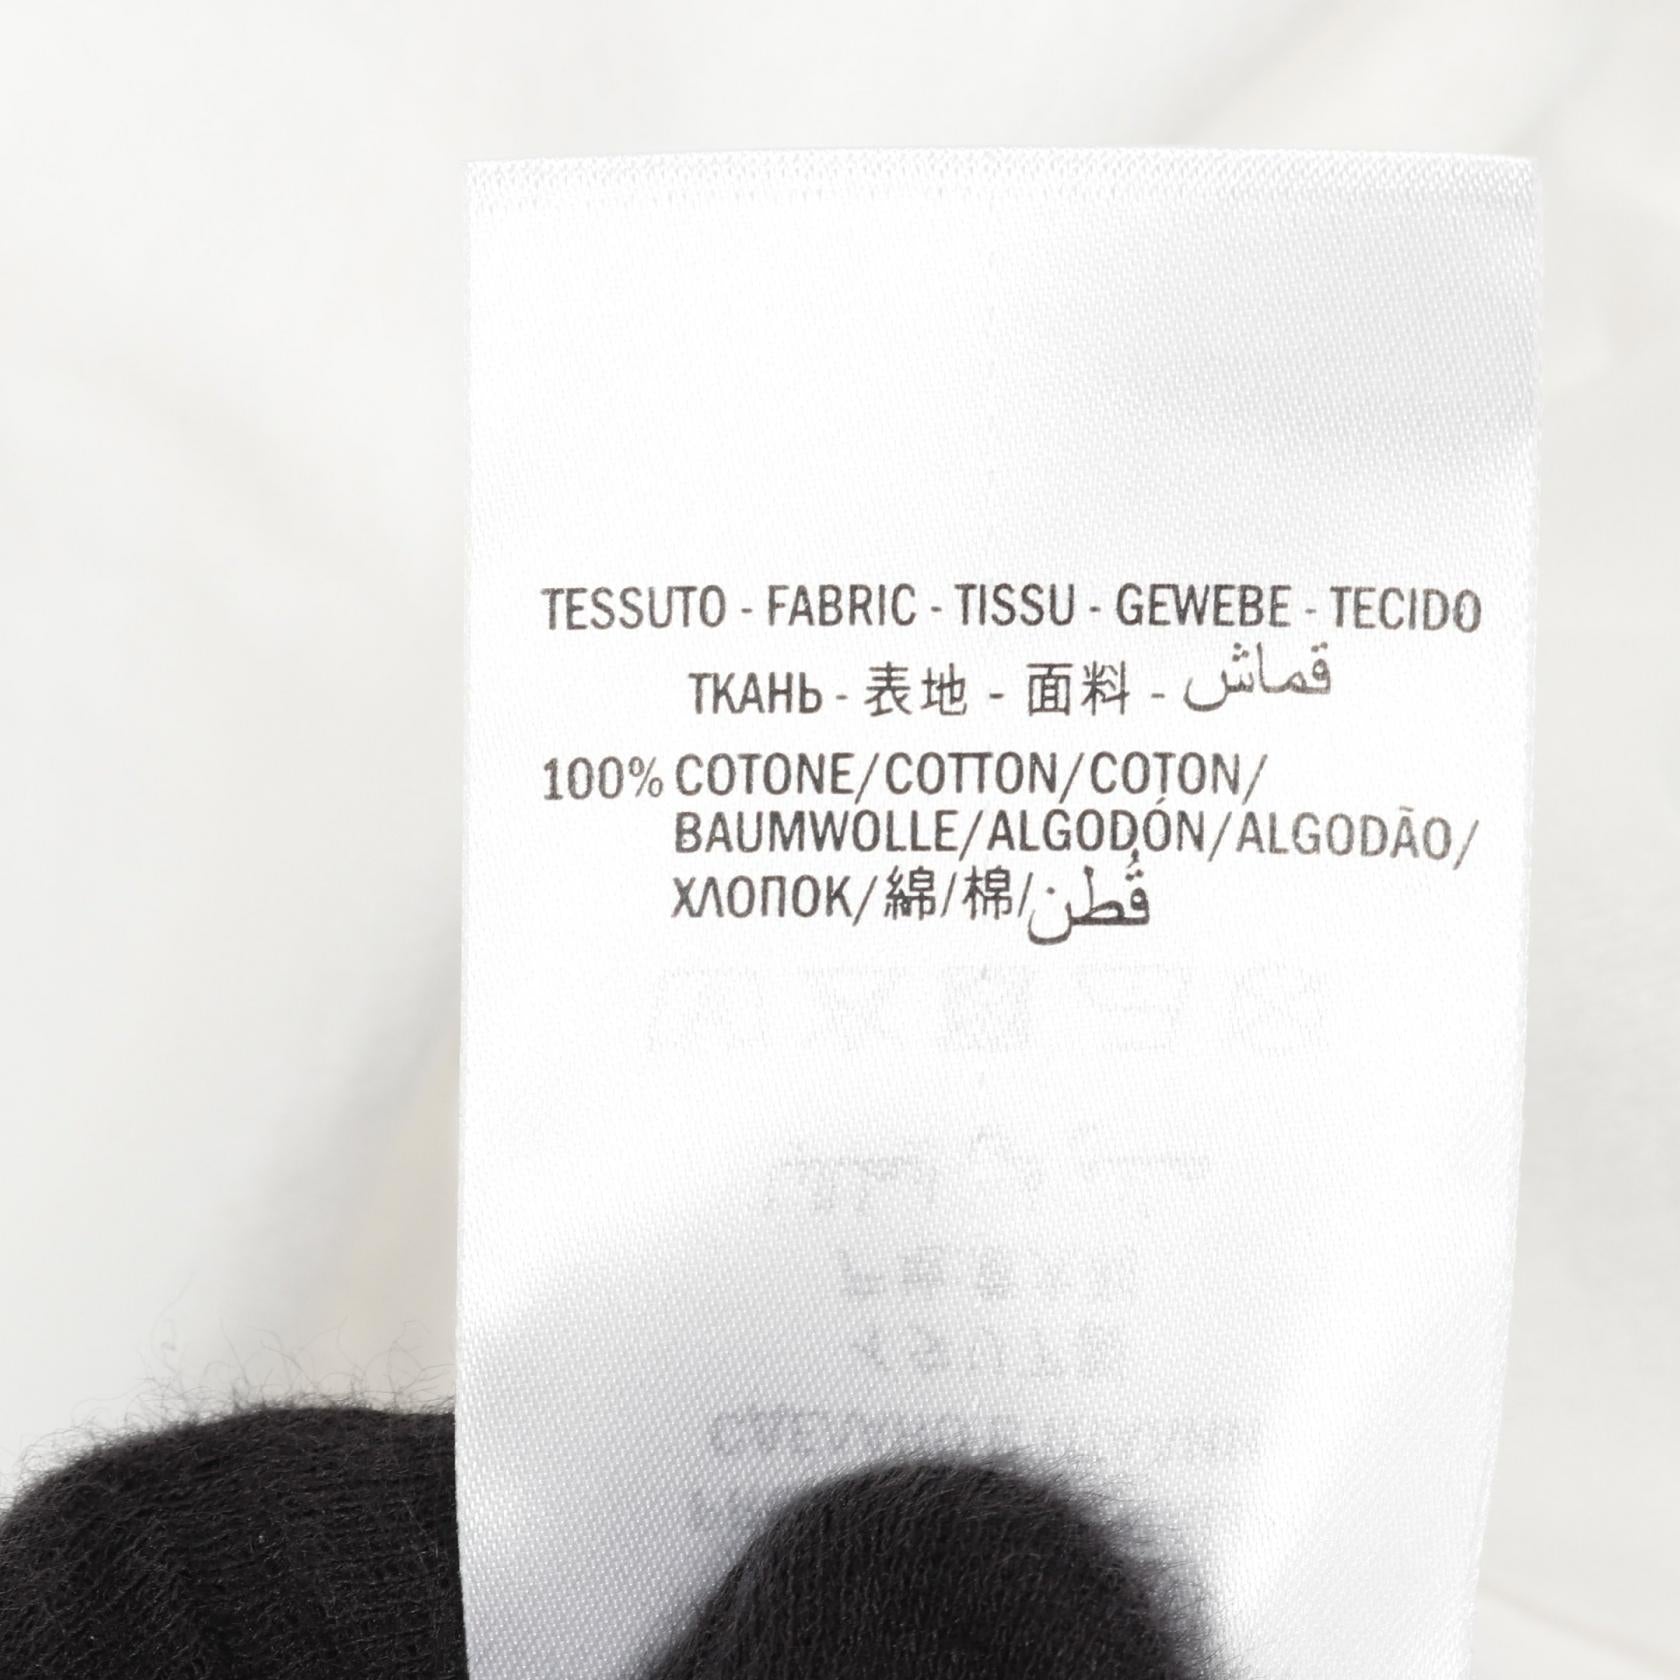 TESSUTO - FABRIC - TISSU - GEWEBE - TECIDO
ТКАНЬ - 表地 - 面料 - قماش
100% COTONE/COTTON/COTON/
BAUMWOLLE/ALGODÓN/ALGODÃO/
ХЛОПОК/綿/棉/قُطن